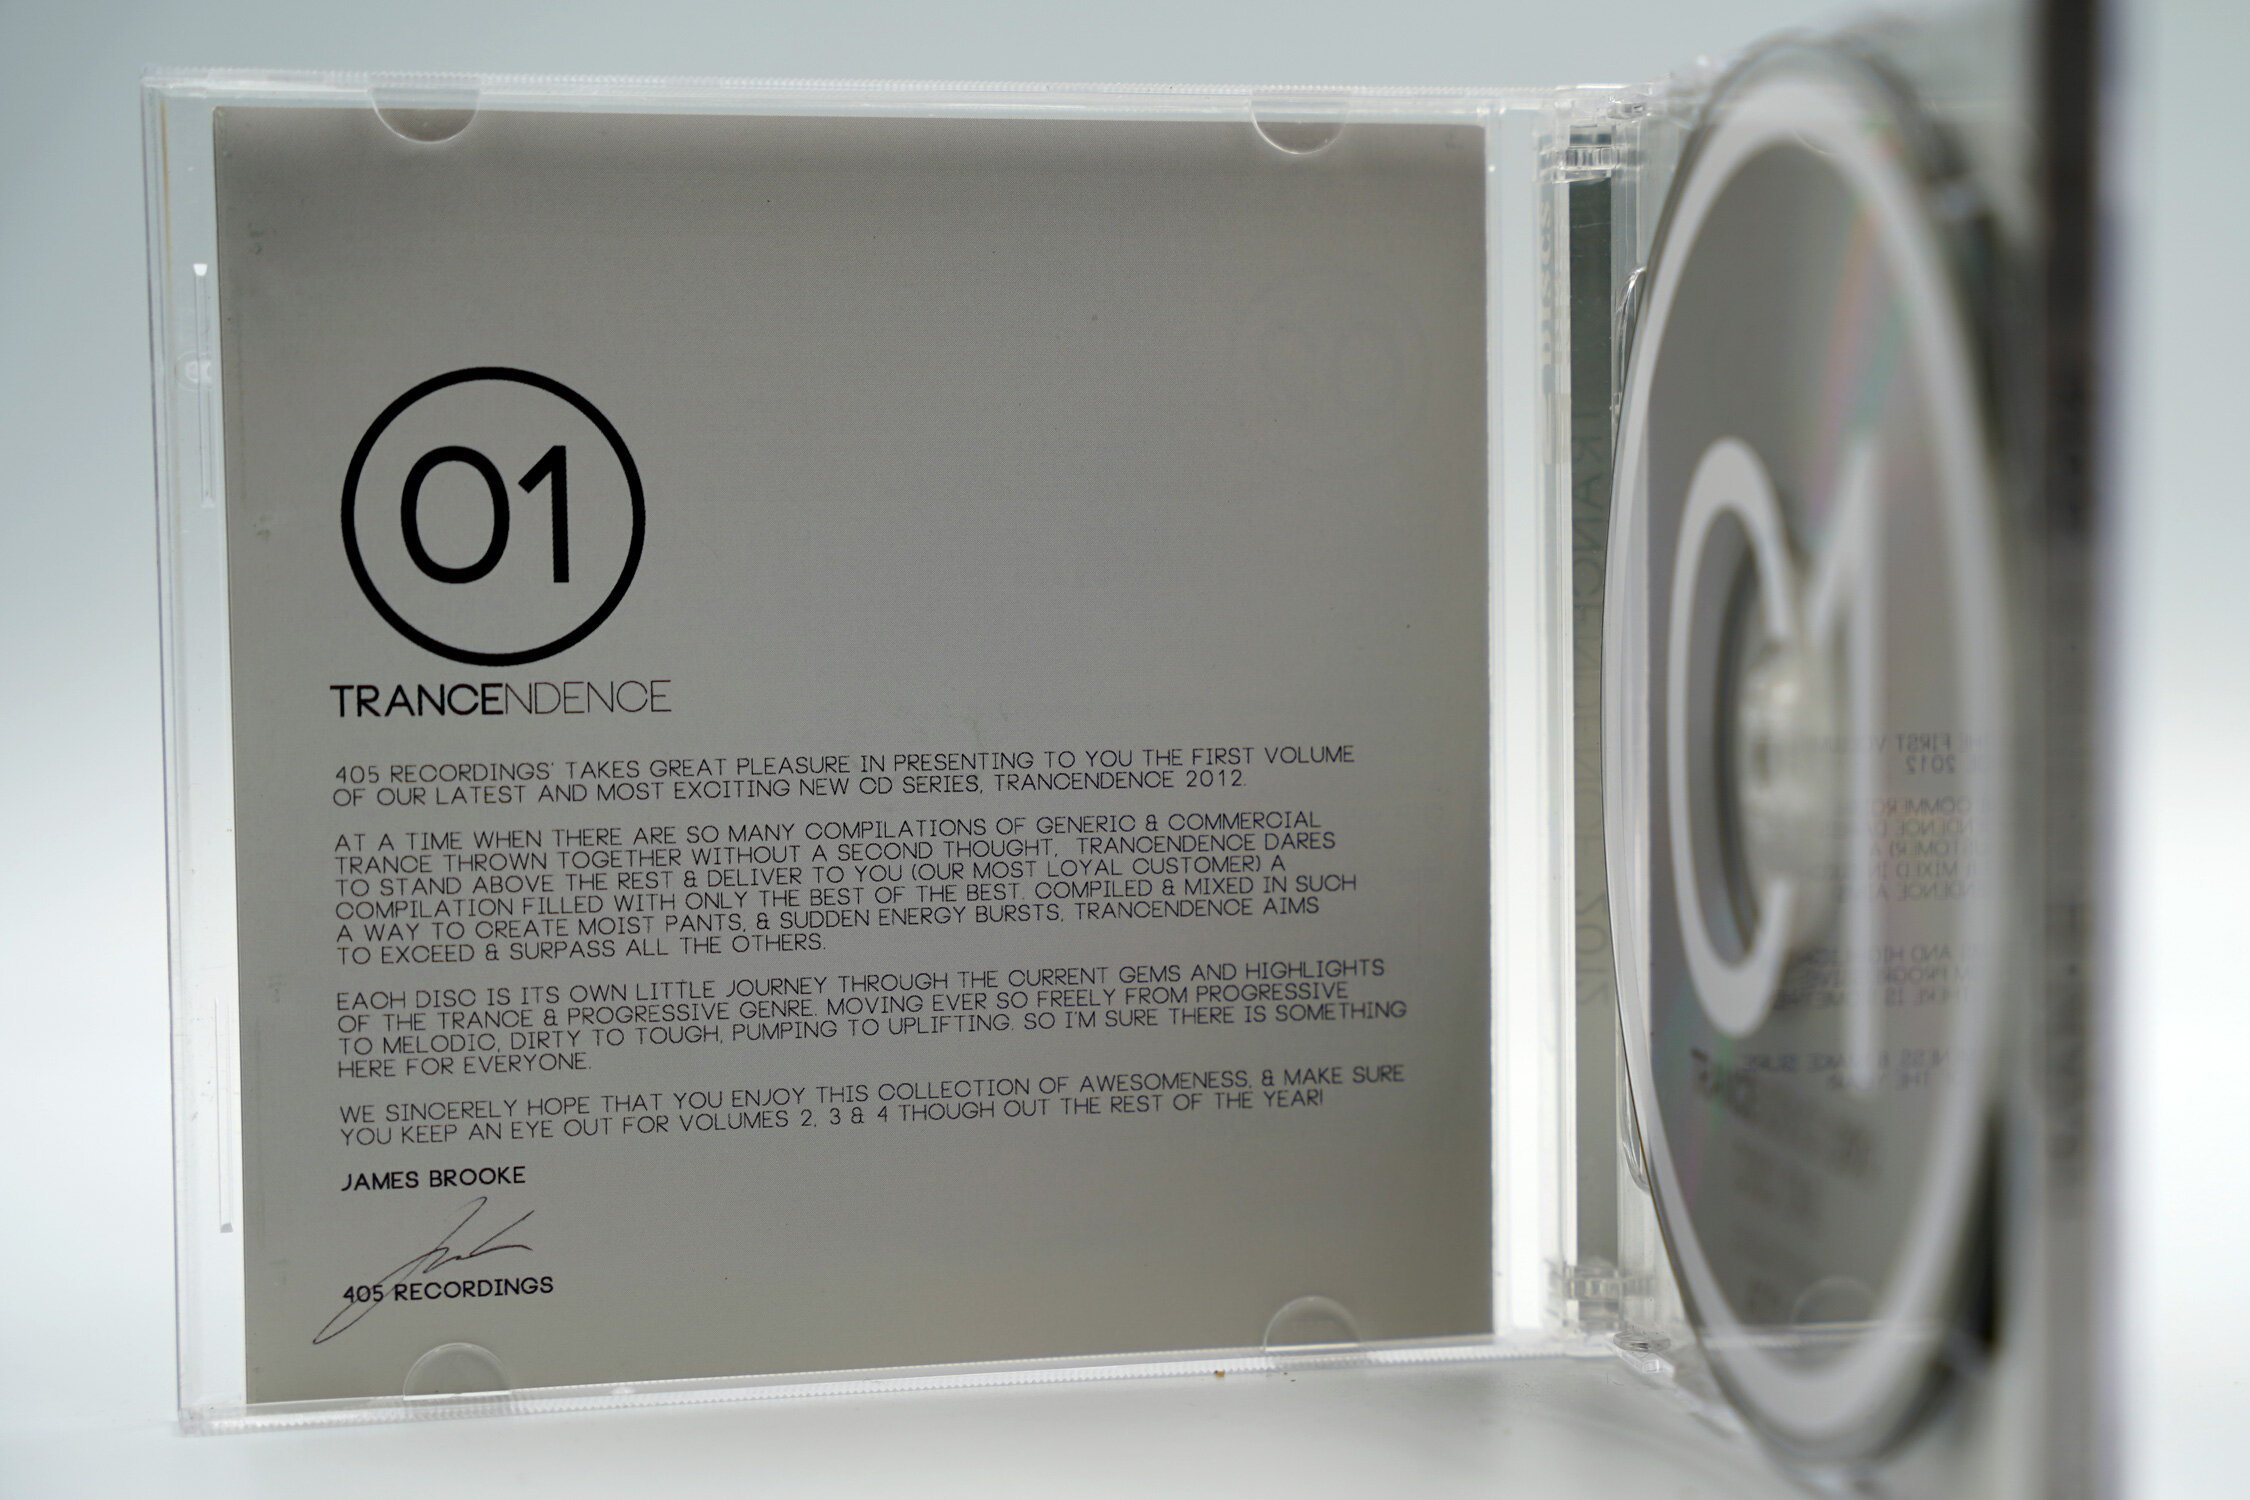 01
TRANCENDENCE
405 RECORDINGS' TAKES GREAT PLEASURE IN PRESENTING TO YOU THE FIRST VOLUME
OF OUR LATEST AND MOST EXCITING NEW CD SERIES, TRANCENDENCE 2012.
AT A TIME WHEN THERE ARE SO MANY COMPILATIONS OF GENERIC & COMMERCIAL
TRANCE THROWN TOGETHER WITHOUT A SECOND THOUGHT, TRANCENDENCE DARES
TO STAND ABOVE THE REST & DELIVER TO YOU (OUR MOST LOYAL CUSTOMER) A
COMPILATION FILLED WITH ONLY THE BEST OF THE BEST. COMPILED & MIXED IN SUCH
A WAY TO CREATE MOIST PANTS, & SUDDEN ENERGY BURSTS, TRANCENDENCE AIMS
TO EXCEED & SURPASS ALL THE OTHERS.
EACH DISC IS ITS OWN LITTLE JOURNEY THROUGH THE CURRENT GEMS AND HIGHLIGHTS
OF THE TRANCE & PROGRESSIVE GENRE. MOVING EVER SO FREELY FROM PROGRESSIVE
TO MELODIC, DIRTY TO TOUGH, PUMPING TO UPLIFTING. SO I'M SURE THERE IS SOMETHING
HERE FOR EVERYONE.
WE SINCERELY HOPE THAT YOU ENJOY THIS COLLECTION OF AWESOMENESS, & MAKE SURE
YOU KEEP AN EYE OUT FOR VOLUMES 2, 3 & 4 THOUGH OUT THE REST OF THE YEAR!
JAMES BROOKE
405 RECORDINGS
TRANCENDENCE 2012
01